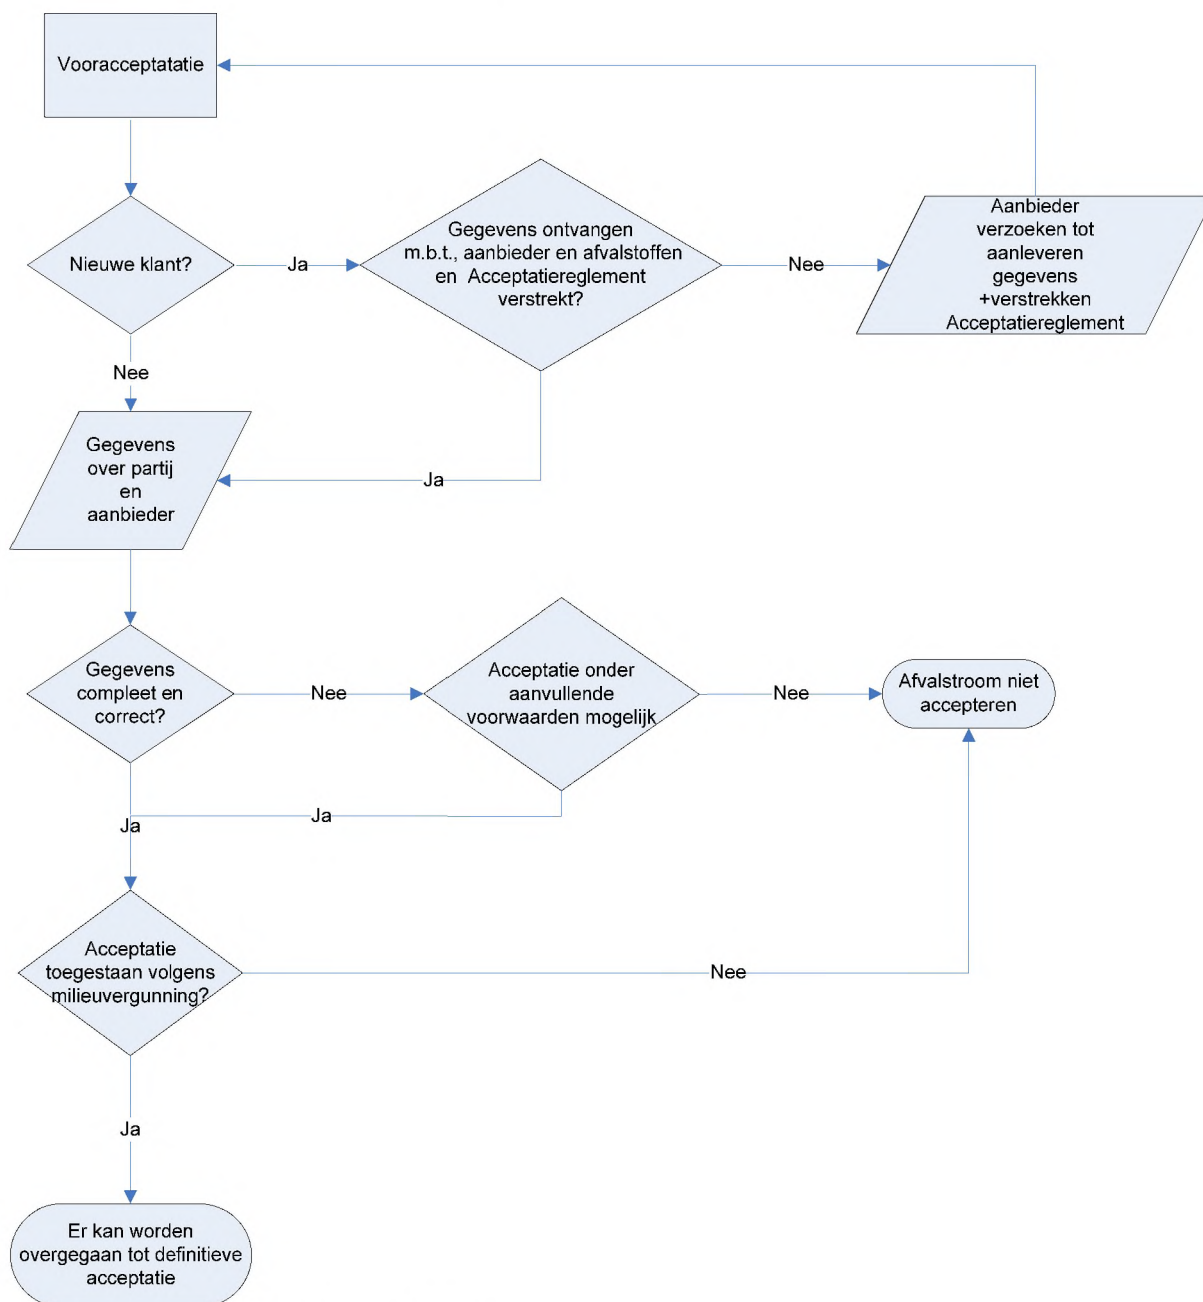 Vooracceptatatie
Nieuwe klant?
Ja
Gegevens ontvangen
m.b.t., aanbieder en afvalstoffen
en Acceptatiereglement
verstrekt?
Nee
Aanbieder
verzoeken tot
aanleveren
gegevens
+verstrekken
Acceptatiereglement
Nee
Gegevens
over partij
en
aanbieder
Ja
Gegevens
compleet en
correct?
Nee
Acceptatie onder
aanvullende
voorwaarden mogelijk
Nee
Afvalstroom niet
accepteren
Ja
Ja
Acceptatie
toegestaan volgens
milieuvergunning?
Nee
Ja
Er kan worden
overgegaan tot definitieve
acceptatie